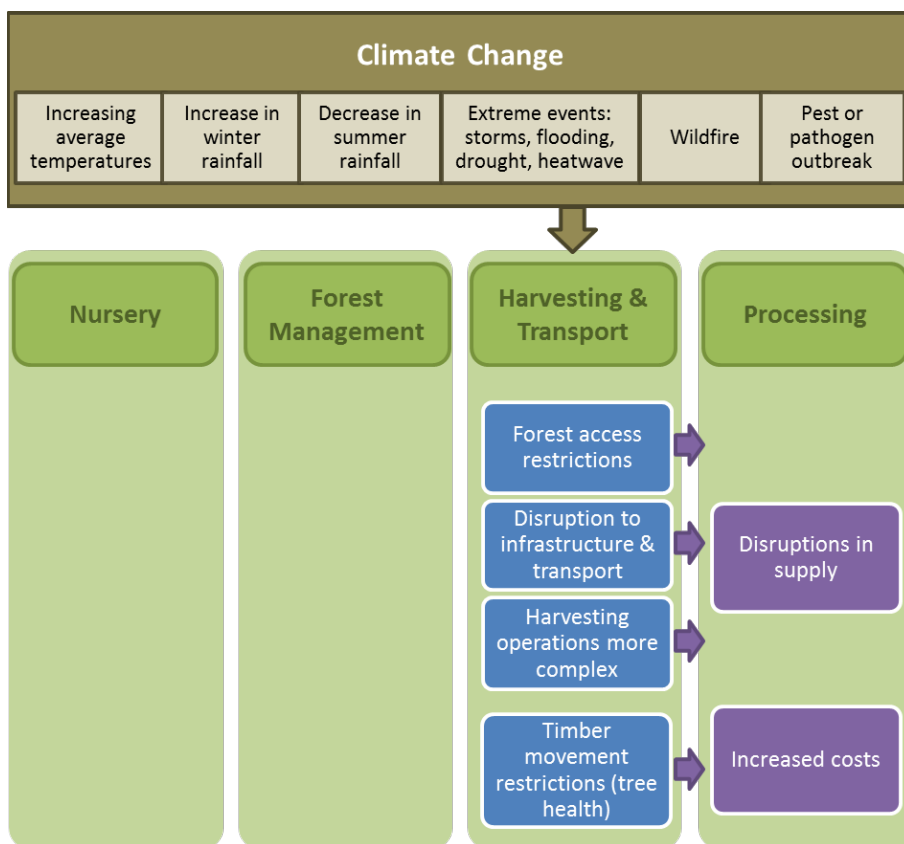 Climate Change
Increasing
average
temperatures
Increase in
winter
rainfall
Decrease in
summer
rainfall
Extreme events:
storms, flooding,
drought, heatwave
Wildfire
Pest or
pathogen
outbreak
Nursery
Forest
Management
Harvesting &
Transport
Processing
Forest access
restrictions
Disruption to
infrastructure &
transport
Disruptions in
supply
Harvesting
operations more
complex
Timber
movement
restrictions (tree
health)
Increased costs